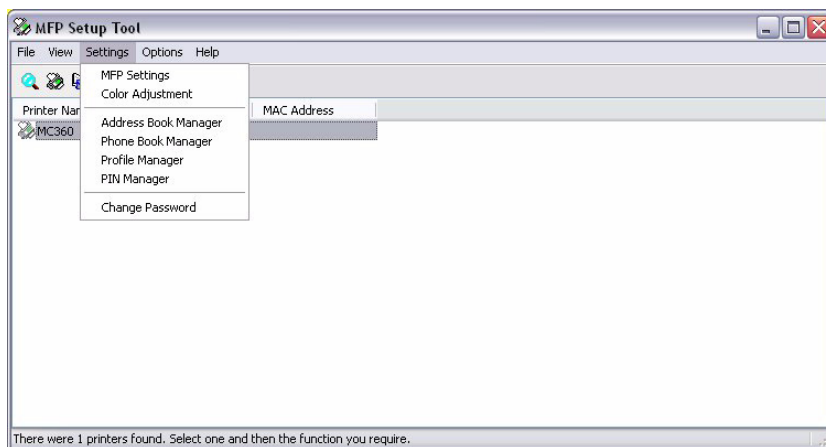 MFP Setup Tool
File View Settings Options Help
MFP Settings
Color Adjustment
Printer Nar MAC Address
Address Book Manager
MC360
Phone Book Manager
Profile Manager
PIN Manager
Change Password
There were 1 printers found. Select one and then the function you require.